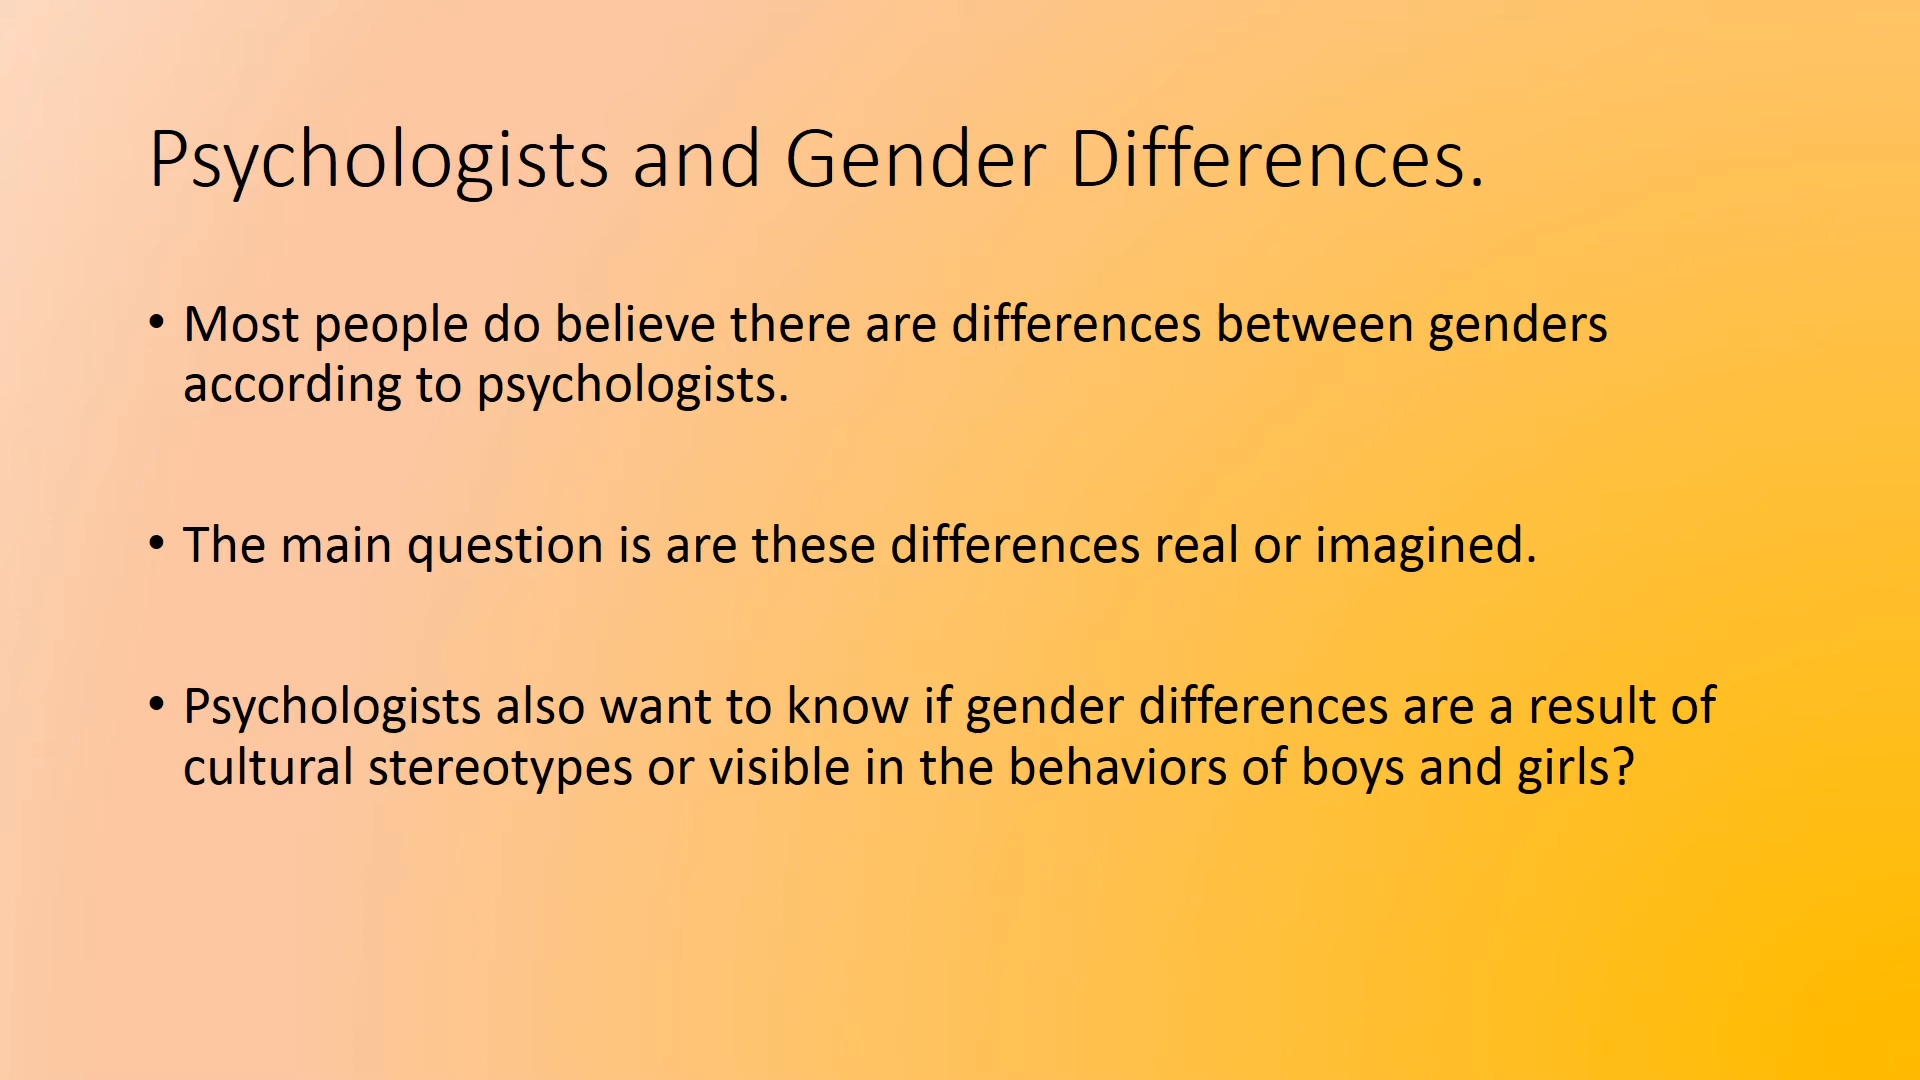 Psychologists and Gender Differences.
• Most people do believe there are differences between genders
according to psychologists.
• The main question is are these differences real or imagined.
• Psychologists also want to know if gender differences are a result of
cultural stereotypes or visible in the behaviors of boys and girls?